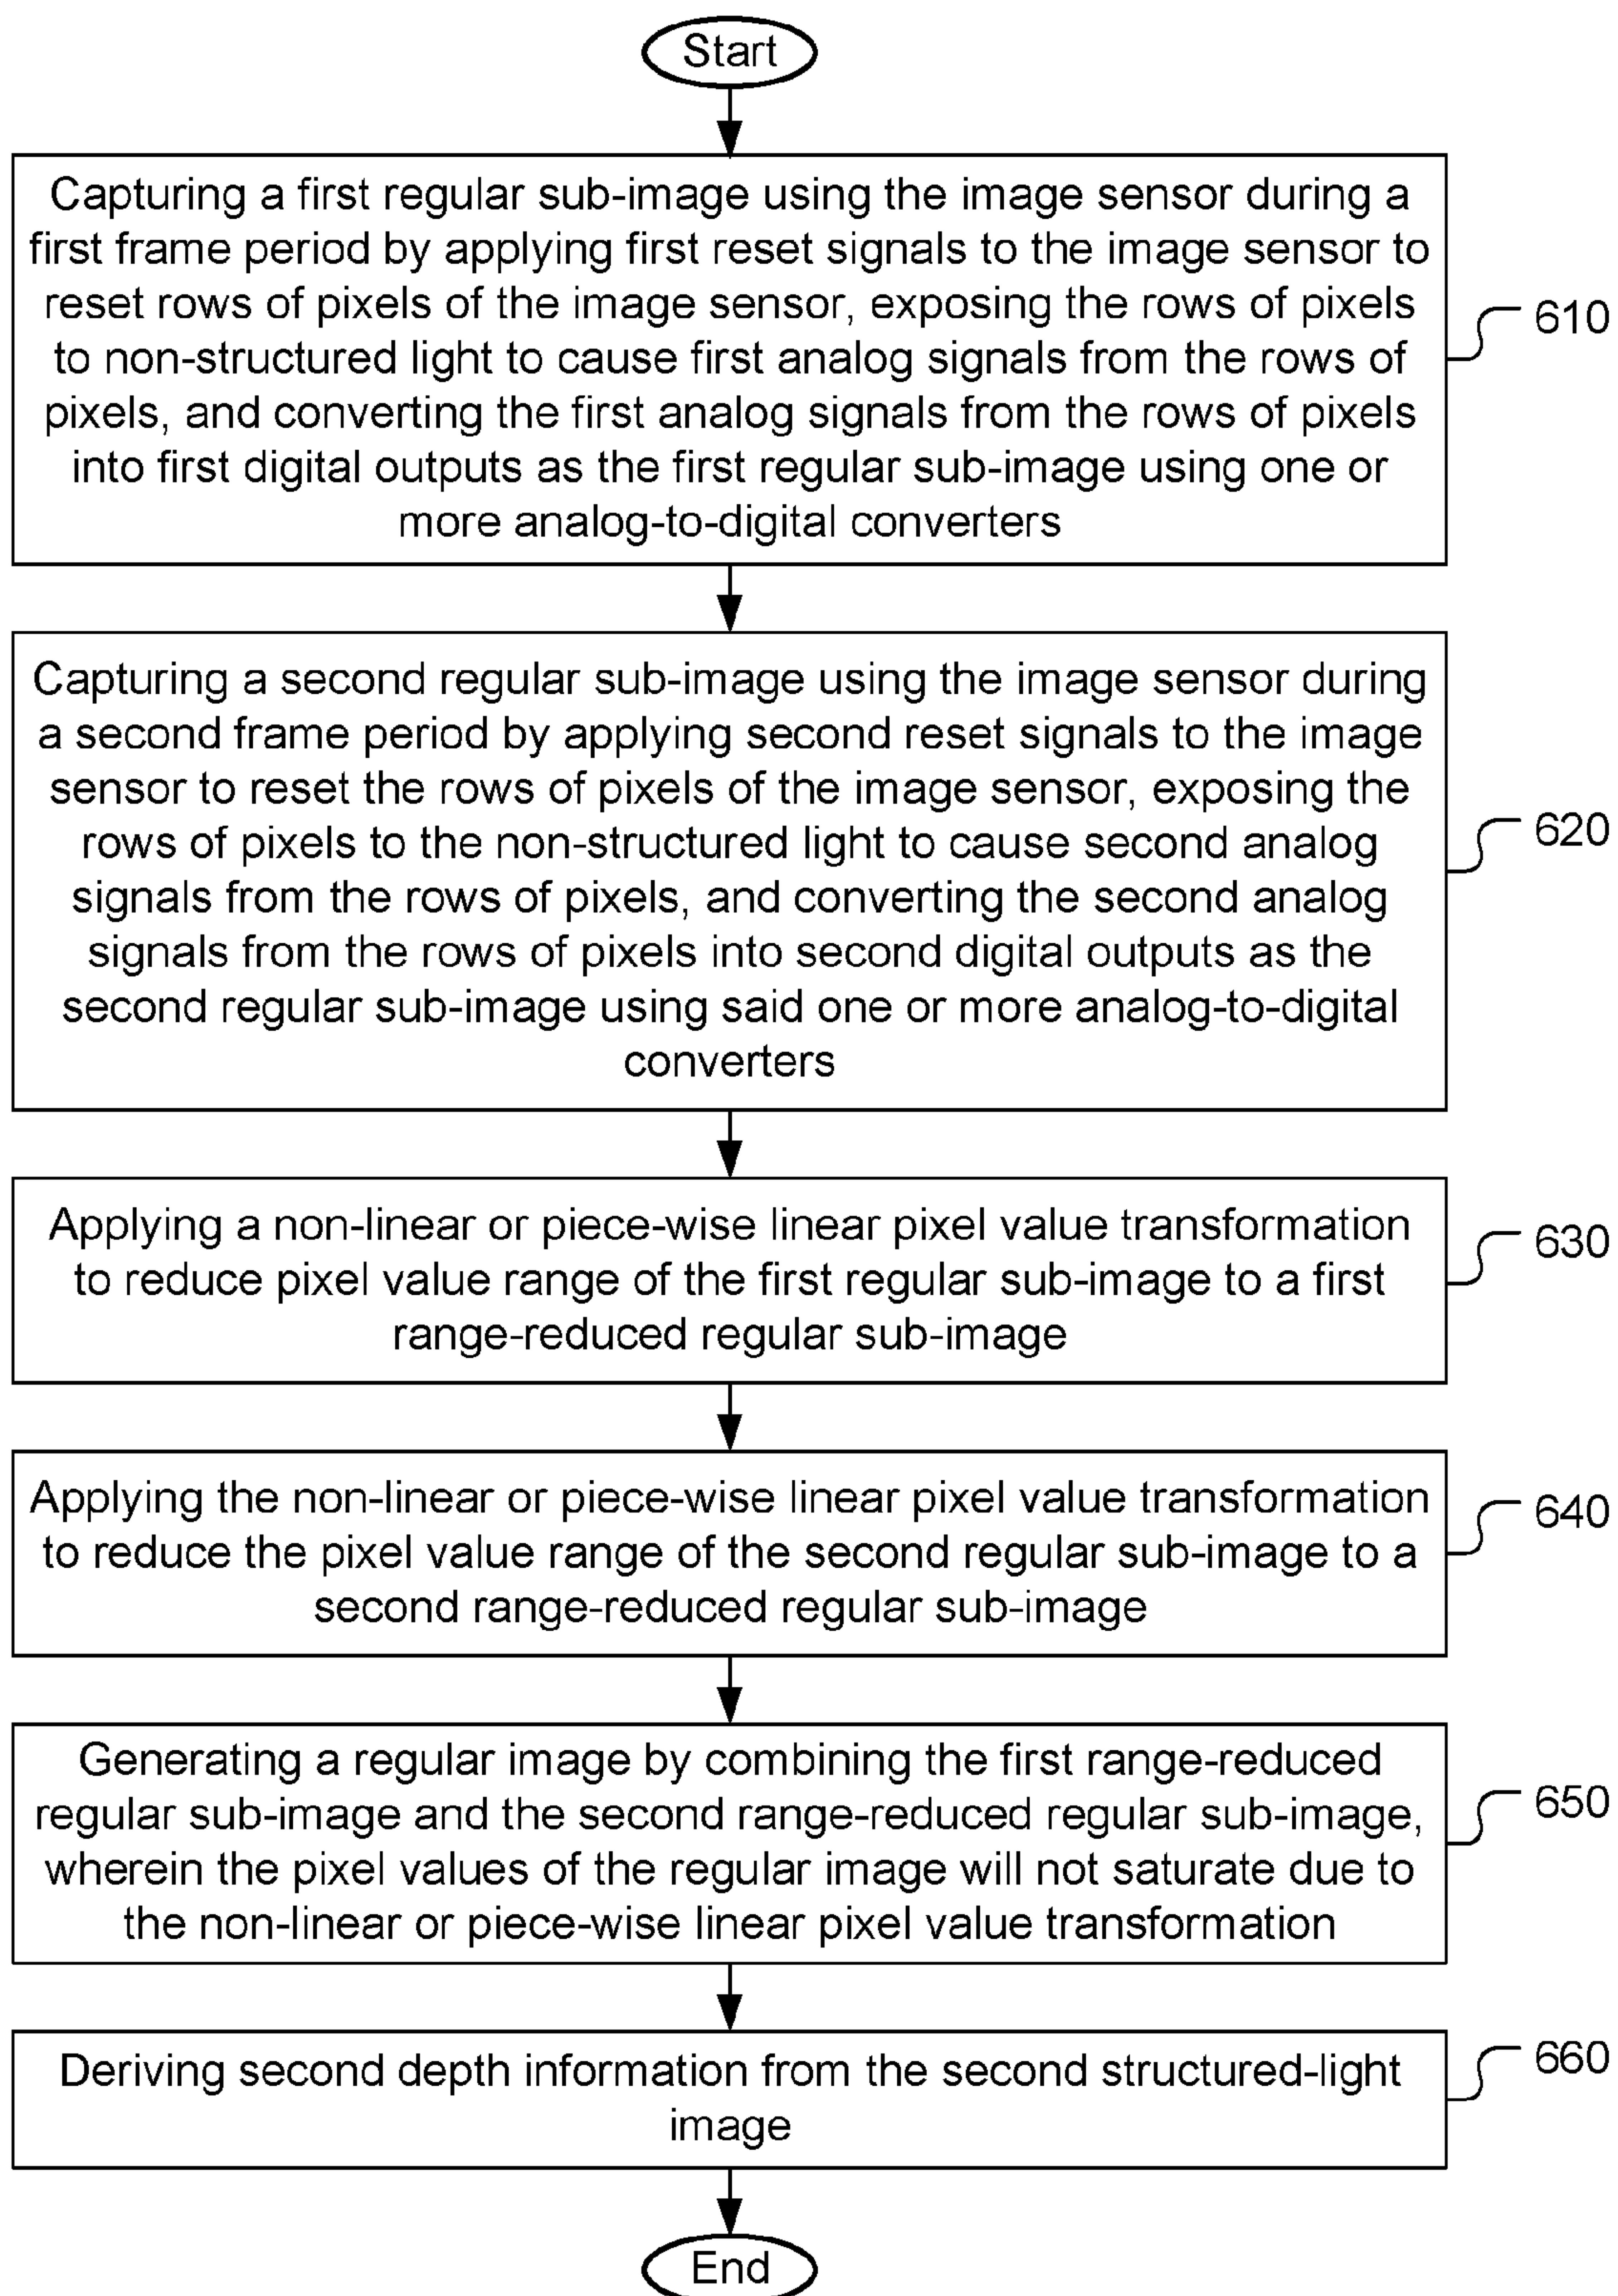 Start
Capturing a first regular sub-image using the image sensor during a
first frame period by applying first reset signals to the image sensor to
reset rows of pixels of the image sensor, exposing the rows of pixels
to non-structured light to cause first analog signals from the rows of
pixels, and converting the first analog signals from the rows of pixels
into first digital outputs as the first regular sub-image using one or
more analog-to-digital converters
610
Capturing a second regular sub-image using the image sensor during
a second frame period by applying second reset signals to the image
sensor to reset the rows of pixels of the image sensor, exposing the
rows of pixels to the non-structured light to cause second analog
signals from the rows of pixels, and converting the second analog
signals from the rows of pixels into second digital outputs as the
second regular sub-image using said one or more analog-to-digital
converters
620
Applying a non-linear or piece-wise linear pixel value transformation
to reduce pixel value range of the first regular sub-image to a first
range-reduced regular sub-image
630
Applying the non-linear or piece-wise linear pixel value transformation
to reduce the pixel value range of the second regular sub-image to a
second range-reduced regular sub-image
640
Generating a regular image by combining the first range-reduced
regular sub-image and the second range-reduced regular sub-image,
wherein the pixel values of the regular image will not saturate due to
the non-linear or piece-wise linear pixel value transformation
650
Deriving second depth information from the second structured-light
image
660
End